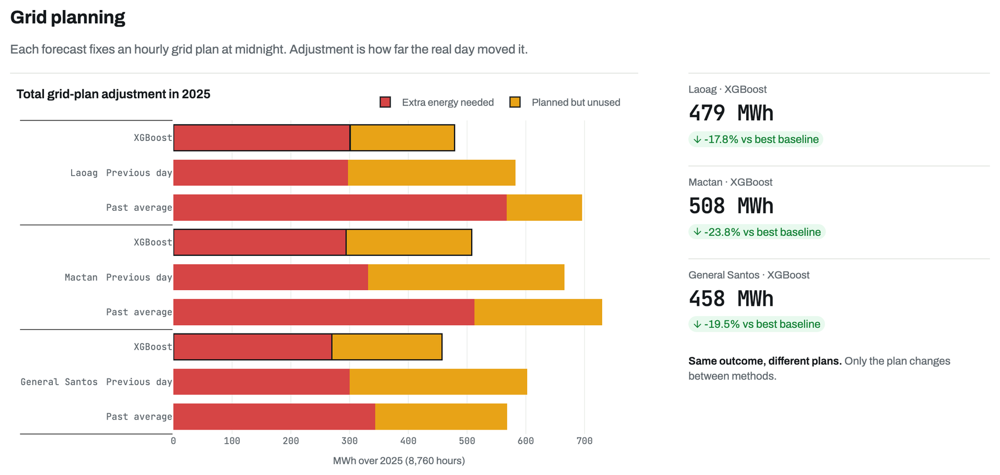 Grid planning
Each forecast fixes an hourly grid plan at midnight. Adjustment is how far the real day moved it.
Total grid-plan adjustment in 2025
Extra energy needed
Planned but unused
XGBoost
Laoag Previous day
Past average
XGBoost
Mactan Previous day
Past average
XGBoost
General Santos Previous day
Past average
0 100 200 300 400 500 600 700
MWh over 2025 (8,760 hours)
Laoag · XGBoost
479 MWh
↓ -17.8% vs best baseline
Mactan · XGBoost
508 MWh
↓ -23.8% vs best baseline
General Santos · XGBoost
458 MWh
↓ -19.5% vs best baseline
Same outcome, different plans. Only the plan changes
between methods.